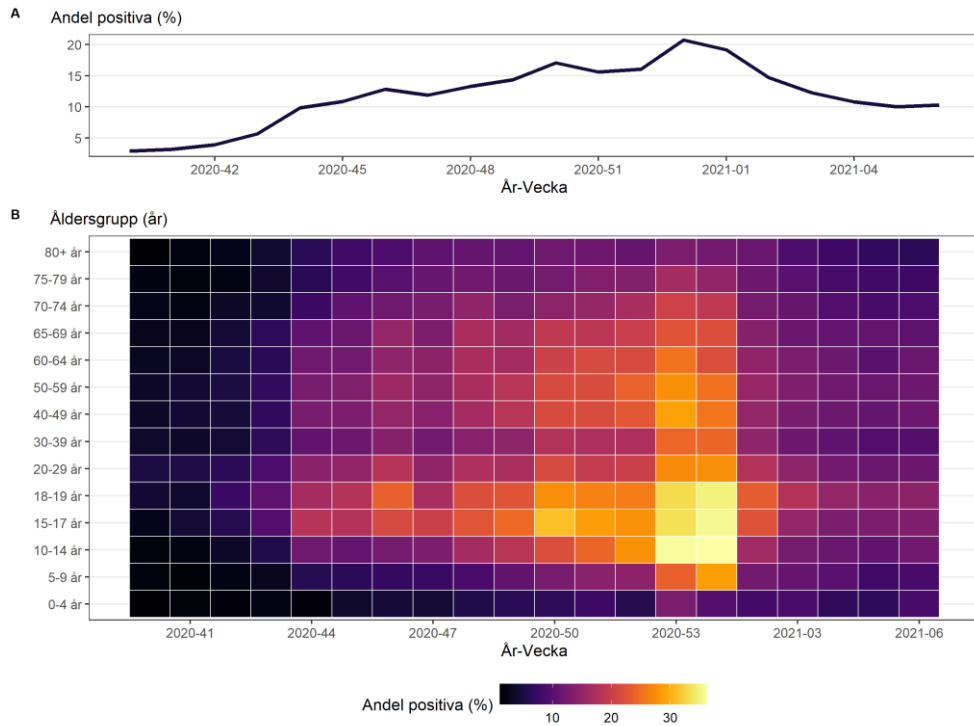 A
Andel positiva (%)
20
15
10
5
2020-42 2020-45 2020-48 2020-51 2021-01 2021-04
År-Vecka
B
Åldersgrupp (år)
80+ år
75-79 år
70-74 år
65-69 år
60-64 år
50-59 år
40-49 år
30-39 år
20-29 år
18-19 år
15-17 år
10-14 år
5-9 år
0-4 år
2020-41 2020-44 2020-47 2020-50 2020-53 2021-03 2021-06
År-Vecka
Andel positiva (%)
10 20 30